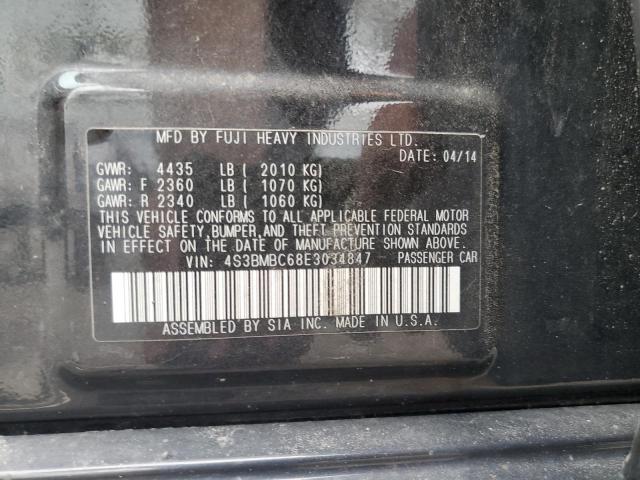 MFD BY FUJI HEAVY INDUSTRIES LTD.
DATE: 04/14
GVWR: 4435 LB ( 2010 KG)
GAWR: F 2360 LB ( 1070 KG)
GAWR: R 2340 LB ( 1060 KG)
THIS VEHICLE CONFORMS TO ALL APPLICABLE FEDERAL MOTOR
VEHICLE SAFETY, BUMPER, AND THEFT PREVENTION STANDARDS
IN EFFECT ON THE DATE OF MANUFACTURE SHOWN ABOVE.
VIN: 4S3BMBC68E3034847 PASSENGER CAR
ASSEMBLED BY SIA INC. MADE IN U.S.A.